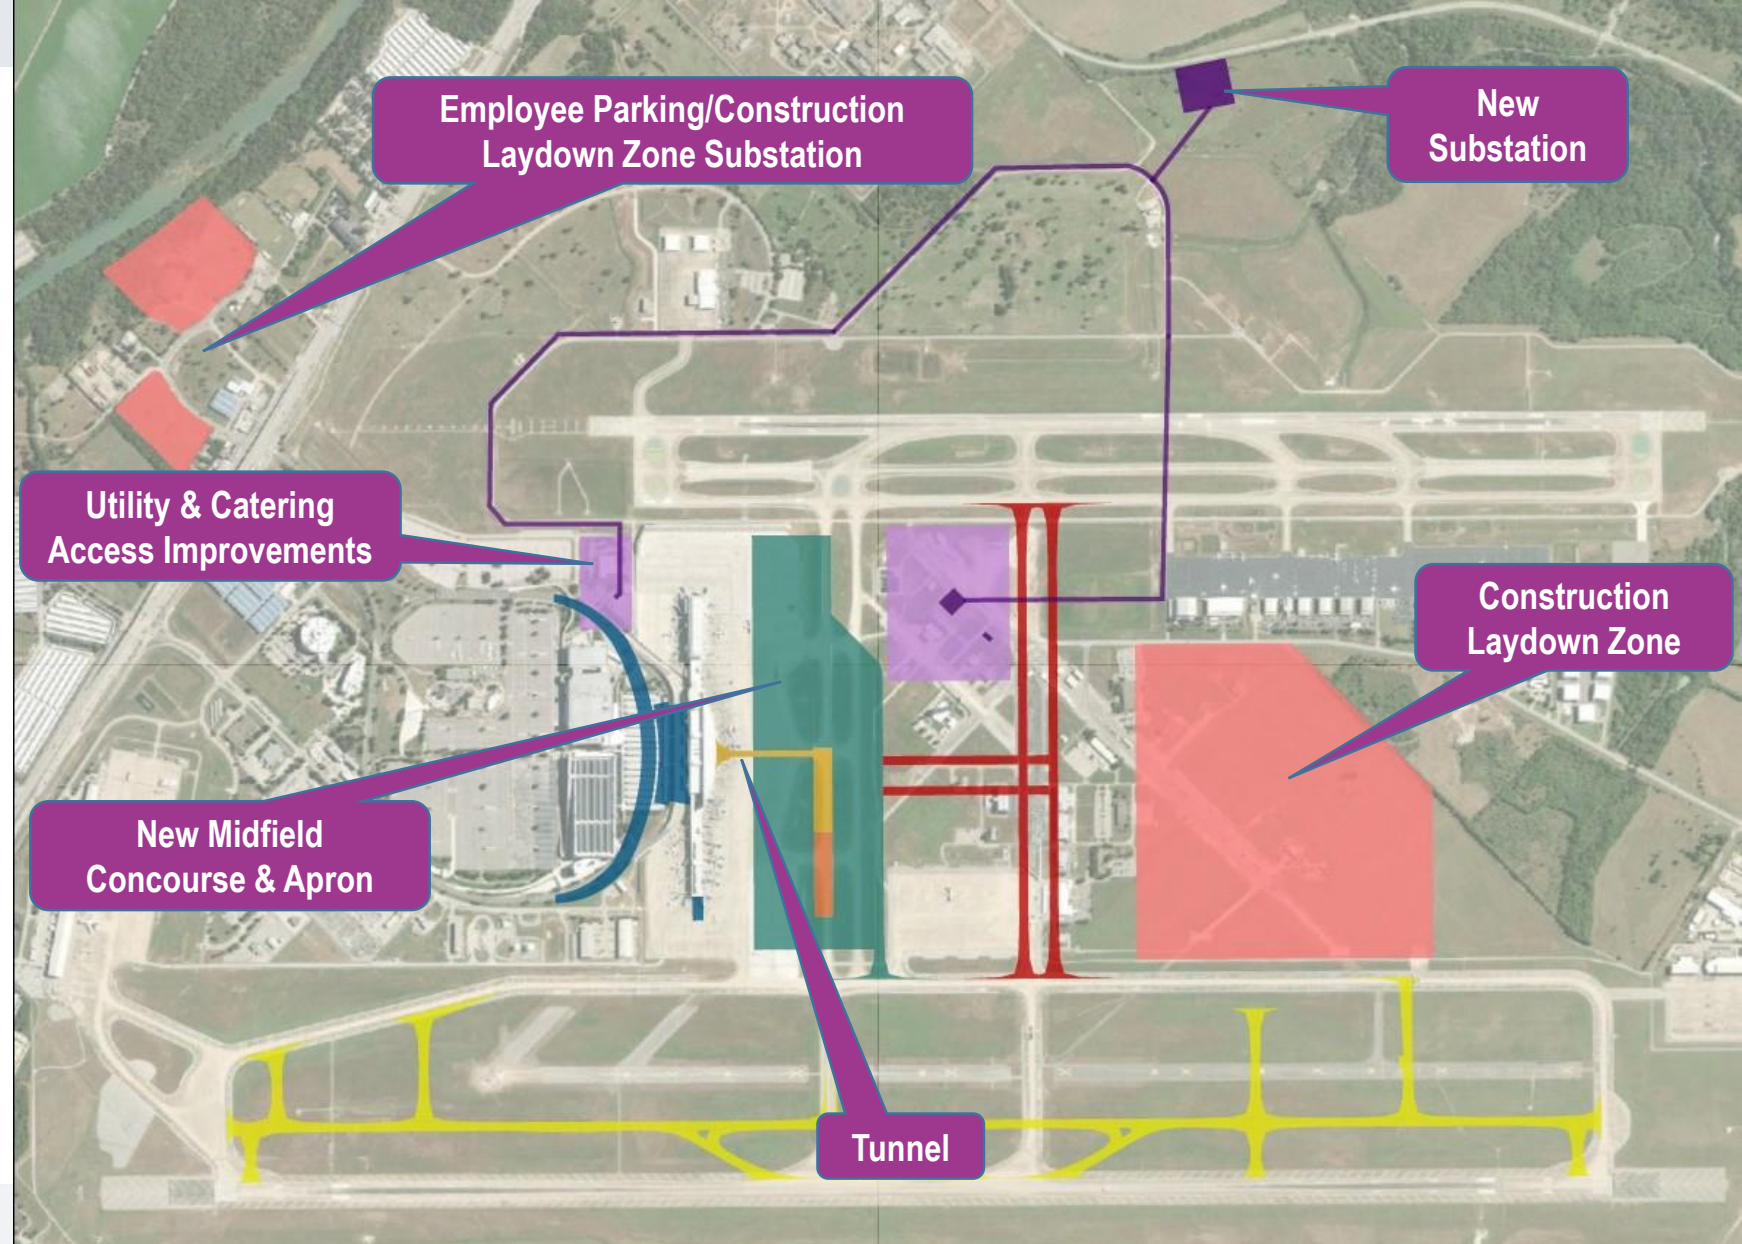 Employee Parking/Construction
Laydown Zone Substation
New
Substation
Utility & Catering
Access Improvements
Construction
Laydown Zone
New Midfield
Concourse & Apron
Tunnel